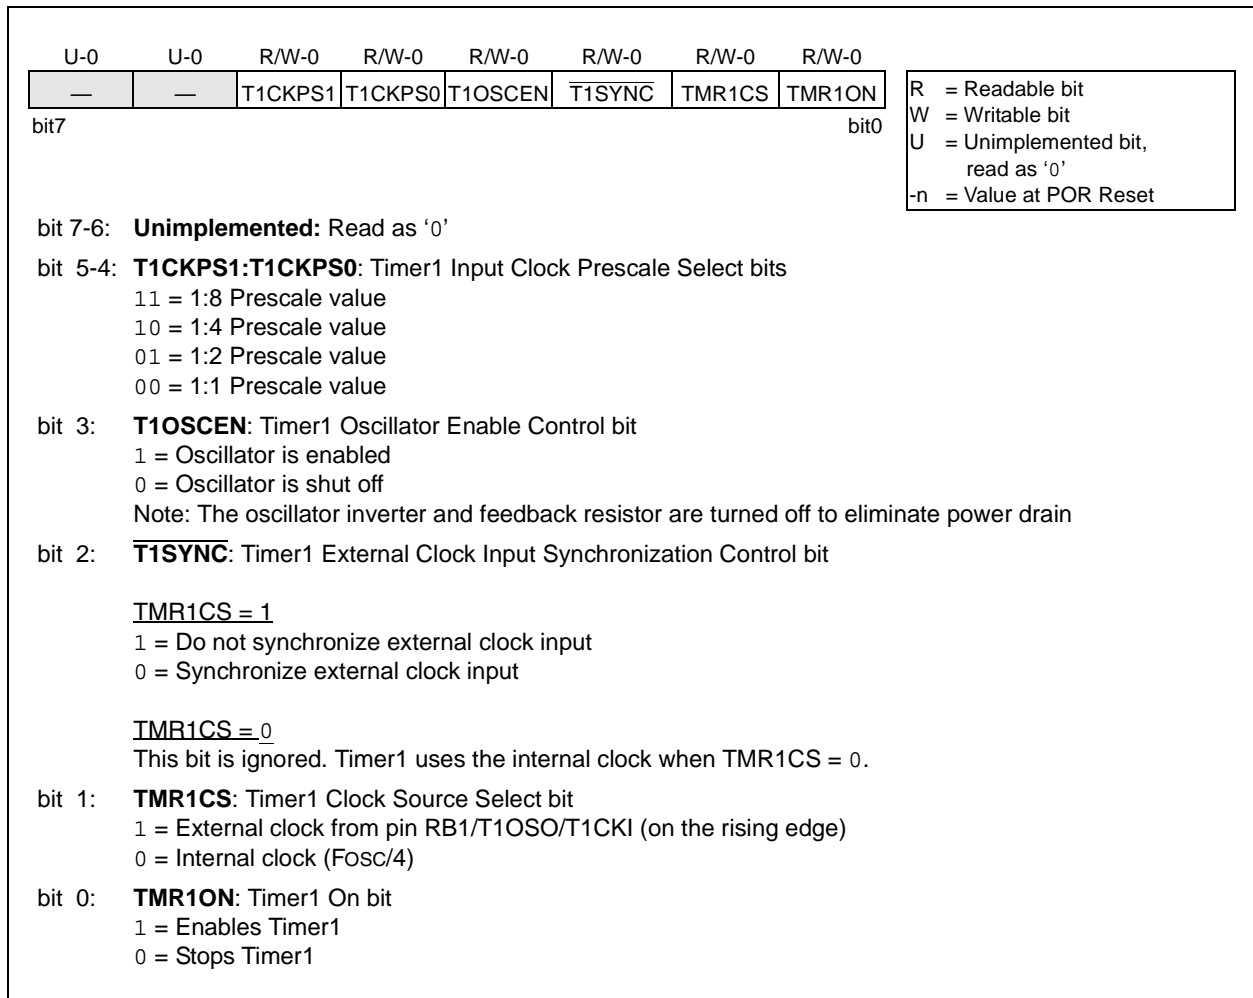 U-0 U-0 R/W-0 R/W-0 R/W-0 R/W-0 R/W-0 R/W-0
— — T1CKPS1 T1CKPS0 T1OSCEN T1SYNC TMR1CS TMR1ON
bit7 bit0
R = Readable bit
W = Writable bit
U = Unimplemented bit,
read as ‘0’
-n = Value at POR Reset
bit 7-6: Unimplemented: Read as ‘0’
bit 5-4: T1CKPS1:T1CKPS0: Timer1 Input Clock Prescale Select bits
11 = 1:8 Prescale value
10 = 1:4 Prescale value
01 = 1:2 Prescale value
00 = 1:1 Prescale value
bit 3: T1OSCEN: Timer1 Oscillator Enable Control bit
1 = Oscillator is enabled
0 = Oscillator is shut off
Note: The oscillator inverter and feedback resistor are turned off to eliminate power drain
bit 2: T1SYNC: Timer1 External Clock Input Synchronization Control bit
TMR1CS = 1
1 = Do not synchronize external clock input
0 = Synchronize external clock input
TMR1CS = 0
This bit is ignored. Timer1 uses the internal clock when TMR1CS = 0.
bit 1: TMR1CS: Timer1 Clock Source Select bit
1 = External clock from pin RB1/T1OSO/T1CKI (on the rising edge)
0 = Internal clock (FOSC/4)
bit 0: TMR1ON: Timer1 On bit
1 = Enables Timer1
0 = Stops Timer1